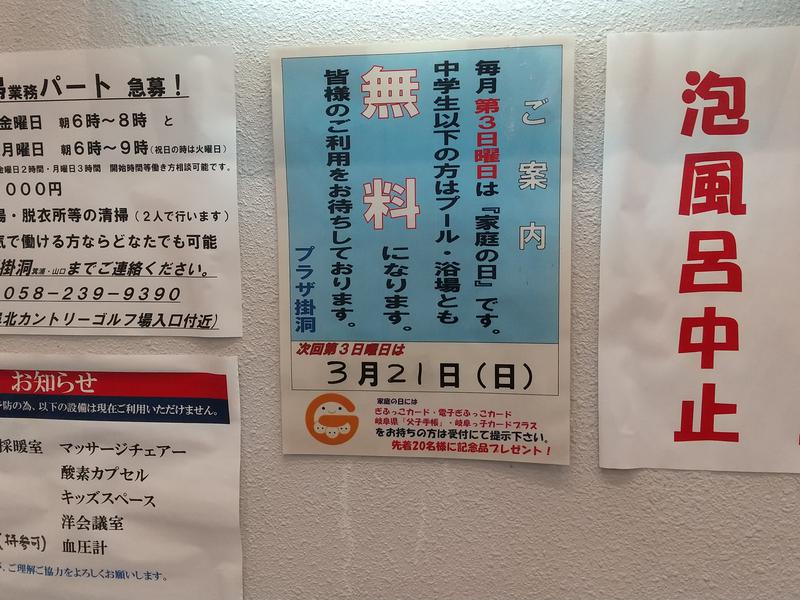 業務パート 急募！
金曜日 朝6時～8時 と
月曜日 朝6時～9時（祝日の時は火曜日）
金曜日2時間・月曜日3時間 開始時間等働き方相談可能です。
000円
・脱衣所等の清掃（2人で行います）
で働ける方ならどなたでも可能
掛洞 箕浦・山口までご連絡ください。
058-239-9390
北カントリーゴルフ場入口付近）
お知らせ
予防の為、以下の設備は現在ご利用いただけません。
採暖室 マッサージチェアー
酸素カプセル
キッズスペース
洋会議室
血圧計
ご理解ご協力をよろしくお願いします。
ご案内
毎月 第3日曜日は『家庭の日』です。
中学生以下の方はプール・浴場とも
無料になります。
皆様のご利用をお待ちしております。
プラザ掛洞
次回第3日曜日は
3月21日（日）
家庭の日には
ぎふっこカード・電子ぎふっこカード
岐阜県「父子手帳」・岐阜っ子カードプラス
をお持ちの方は受付にて提示下さい。
先着20名様に記念品プレゼント！
泡風呂中止